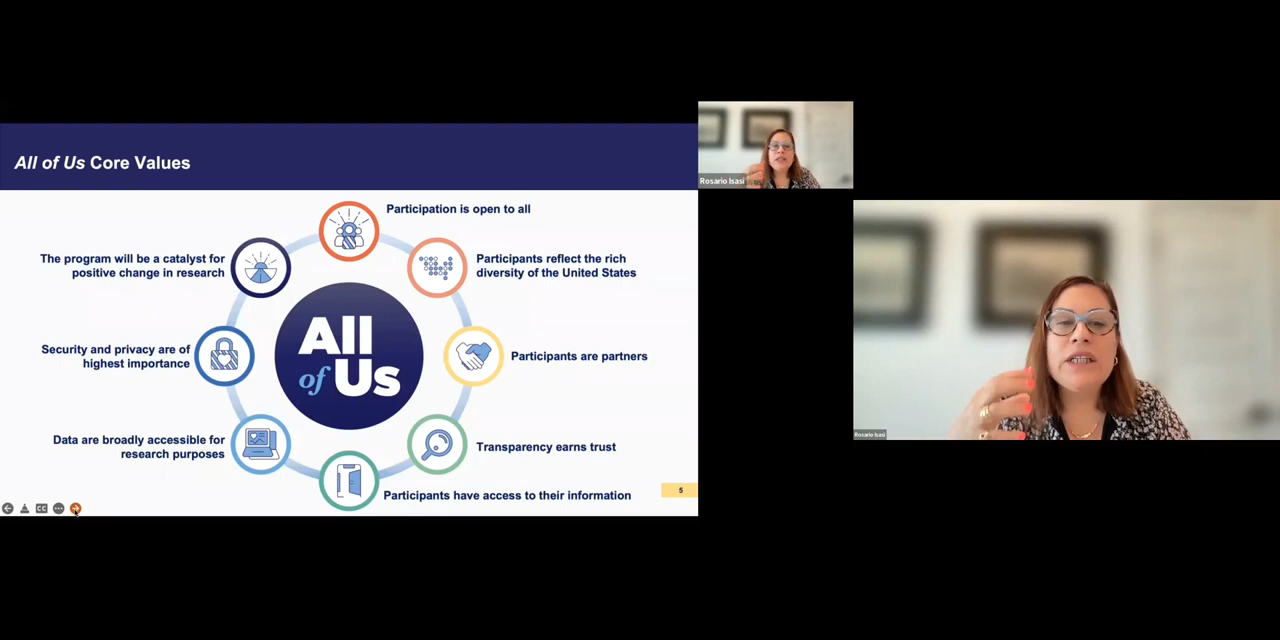 All of Us Core Values
Participation is open to all
The program will be a catalyst for
positive change in research
Participants reflect the rich
diversity of the United States
Security and privacy are of
highest importance
All
of Us
Participants are partners
Data are broadly accessible for
research purposes
Transparency earns trust
Participants have access to their information
5
CC
Rosario Isasi
Rosario Isasi